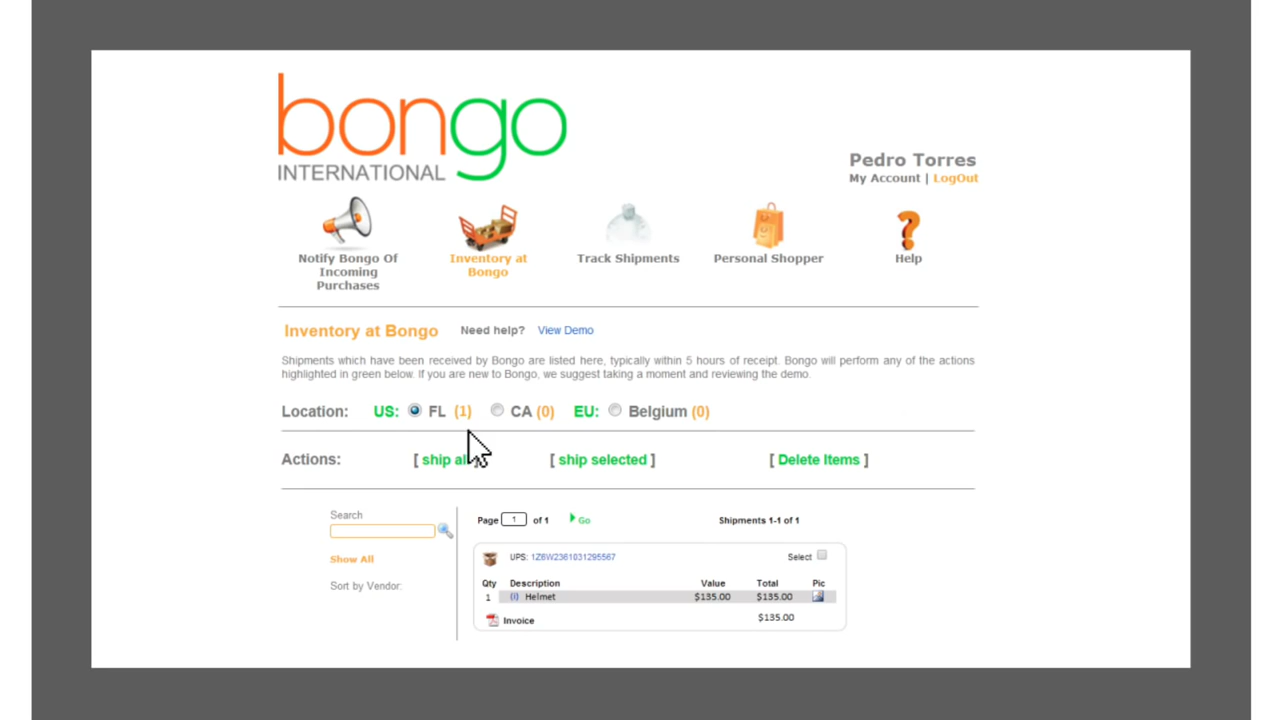 bongo
INTERNATIONAL
Pedro Torres
My Account | LogOut
Notify Bongo Of
Incoming
Purchases
Inventory at
Bongo
Track Shipments
Personal Shopper
Help
Inventory at Bongo Need help? View Demo
Shipments which have been received by Bongo are listed here, typically within 5 hours of receipt. Bongo will perform any of the actions
highlighted in green below. If you are new to Bongo, we suggest taking a moment and reviewing the demo.
Location: US: FL (1) CA (0) EU: Belgium (0)
Actions: [ ship all ] [ ship selected ] [ Delete Items ]
Search
Page 1 of 1 Go Shipments 1-1 of 1
Show All
Sort by Vendor:
UPS: 1Z6W2361031295567 Select
Qty Description Value Total Pic
1 (i) Helmet $135.00 $135.00
Invoice $135.00